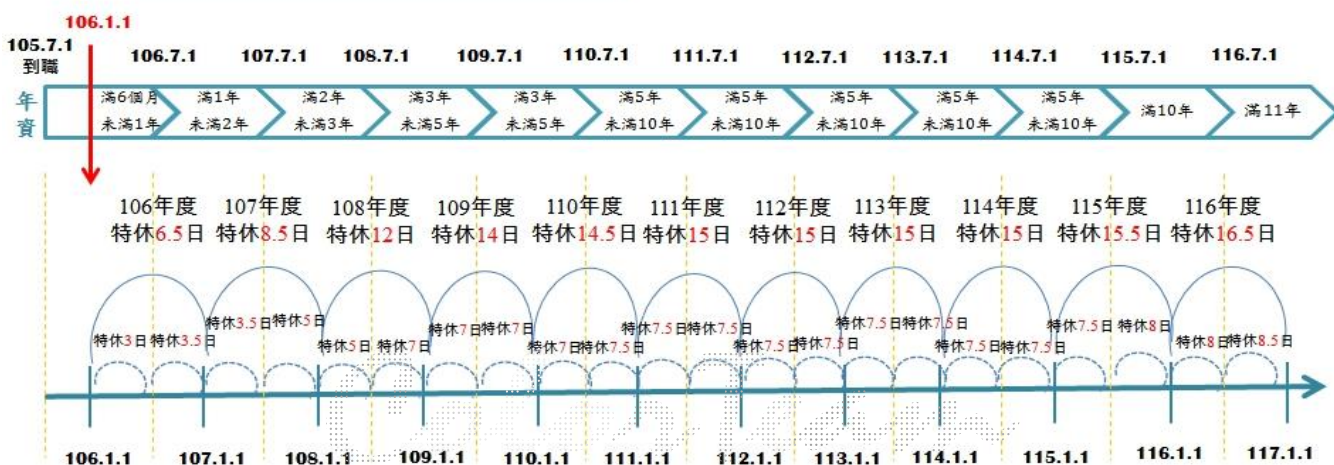 106.1.1
105.7.1 106.7.1 107.7.1 108.7.1 109.7.1 110.7.1 111.7.1 112.7.1 113.7.1 114.7.1 115.7.1 116.7.1
到職
年資
滿6個月 滿1年 滿2年 滿3年 滿3年 滿5年 滿5年 滿5年 滿5年 滿5年 滿10年 滿11年
未滿1年 未滿2年 未滿3年 未滿5年 未滿5年 未滿10年 未滿10年 未滿10年 未滿10年 未滿10年
106年度 107年度 108年度 109年度 110年度 111年度 112年度 113年度 114年度 115年度 116年度
特休6.5日 特休8.5日 特休12日 特休14日 特休14.5日 特休15日 特休15日 特休15日 特休15日 特休15.5日 特休16.5日
特休3日 特休3.5日 特休3.5日 特休5日 特休5日 特休7日 特休7日 特休7日 特休7日 特休7.5日 特休7.5日 特休7.5日 特休7.5日 特休7.5日 特休7.5日 特休7.5日 特休7.5日 特休7.5日 特休7.5日 特休8日 特休8日 特休8.5日
106.1.1 107.1.1 108.1.1 109.1.1 110.1.1 111.1.1 112.1.1 113.1.1 114.1.1 115.1.1 116.1.1 117.1.1